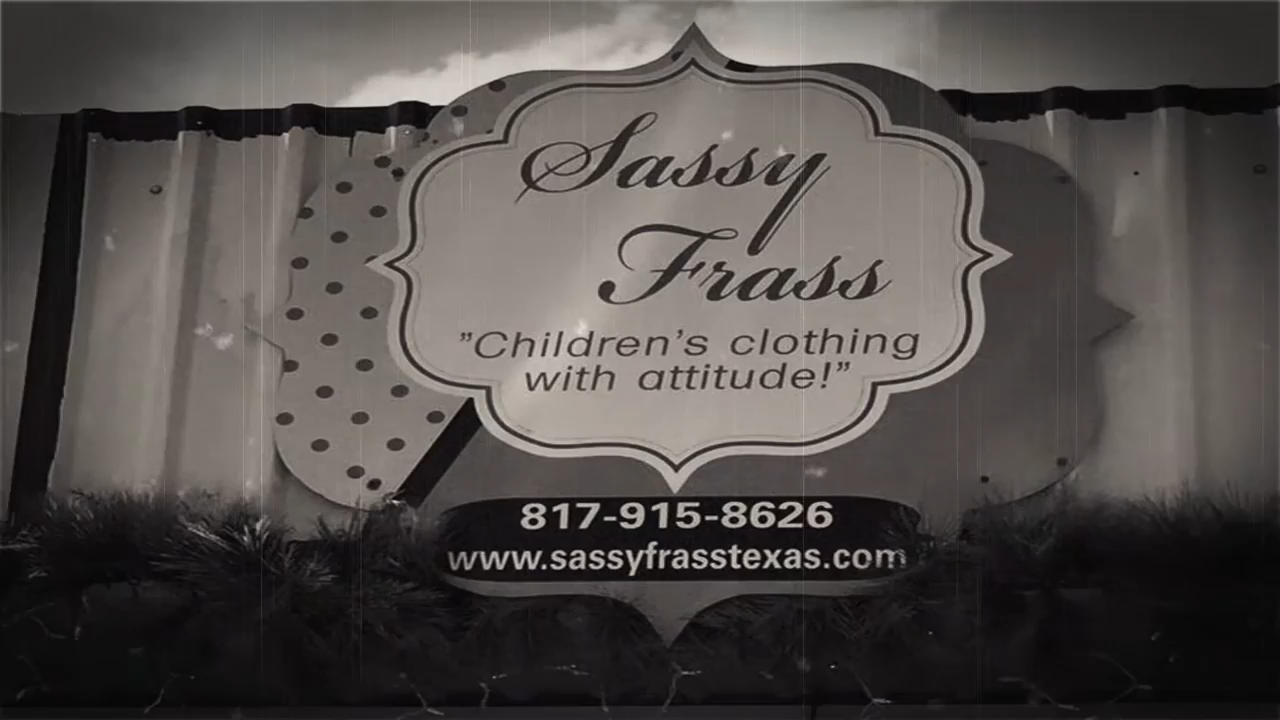 Sassy
Frass
"Children's clothing
with attitude!"
817-915-8626
www.sassyfrasstexas.com